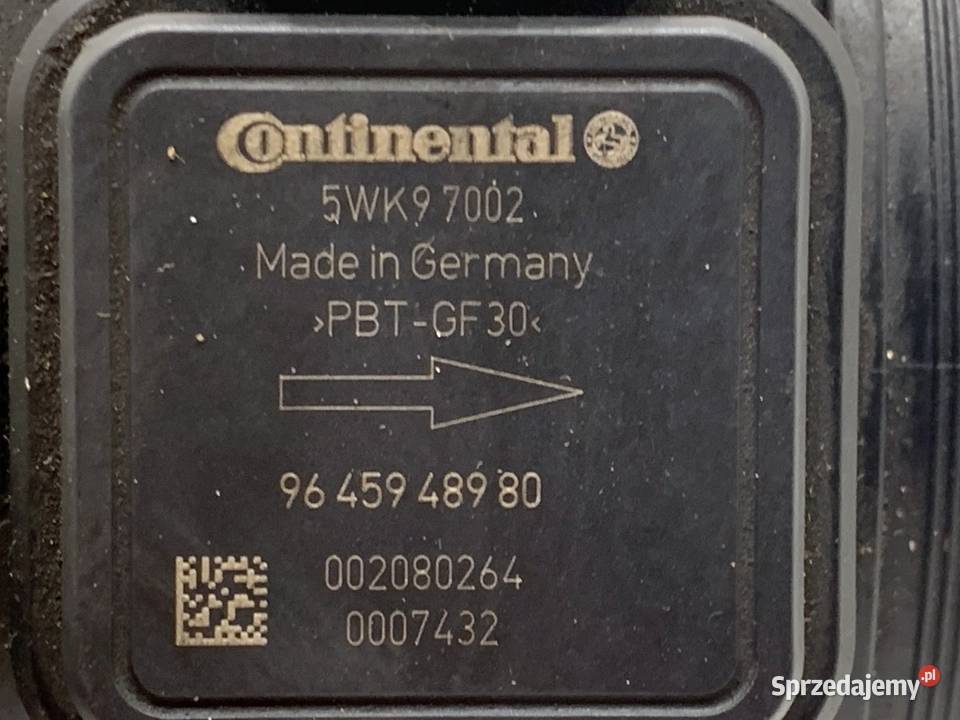 Continental
5WK9 7002
Made in Germany
>PBT-GF30<
96 459 489 80
002080264
0007432
Sprzedajemy.pl